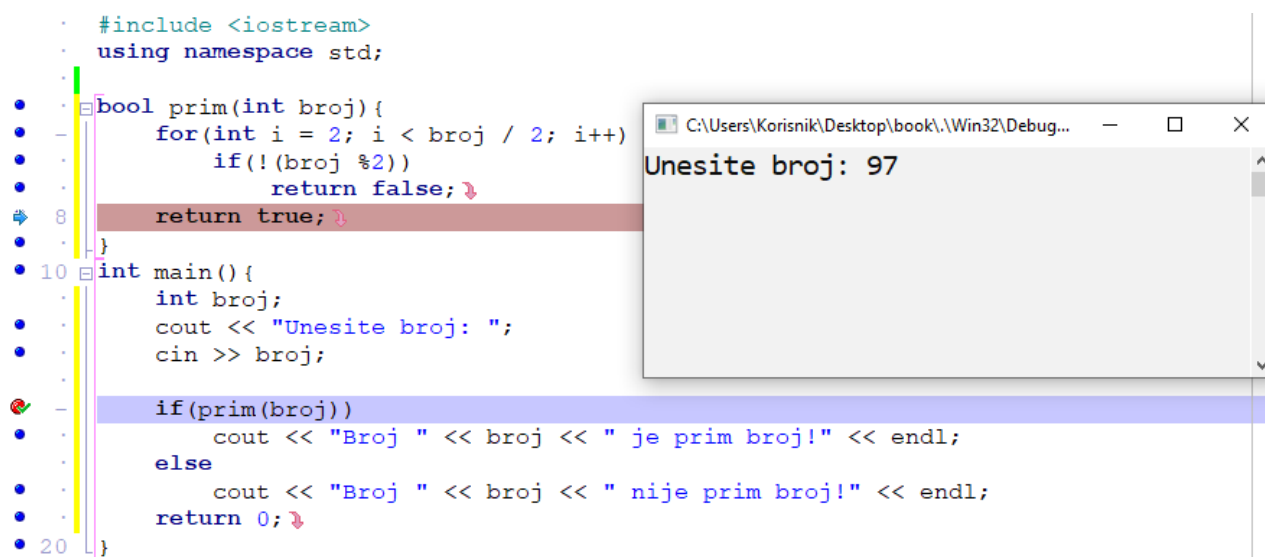 #include <iostream>
using namespace std;
bool prim(int broj){
for(int i = 2; i < broj / 2; i++)
if(!(broj %2))
return false;
8 return true;
}
10 int main(){
int broj;
cout << "Unesite broj: ";
cin >> broj;
if(prim(broj))
cout << "Broj " << broj << " je prim broj!" << endl;
else
cout << "Broj " << broj << " nije prim broj!" << endl;
return 0;
20 }
C:\Users\Korisnik\Desktop\book\.\Win32\Debug...
Unesite broj: 97